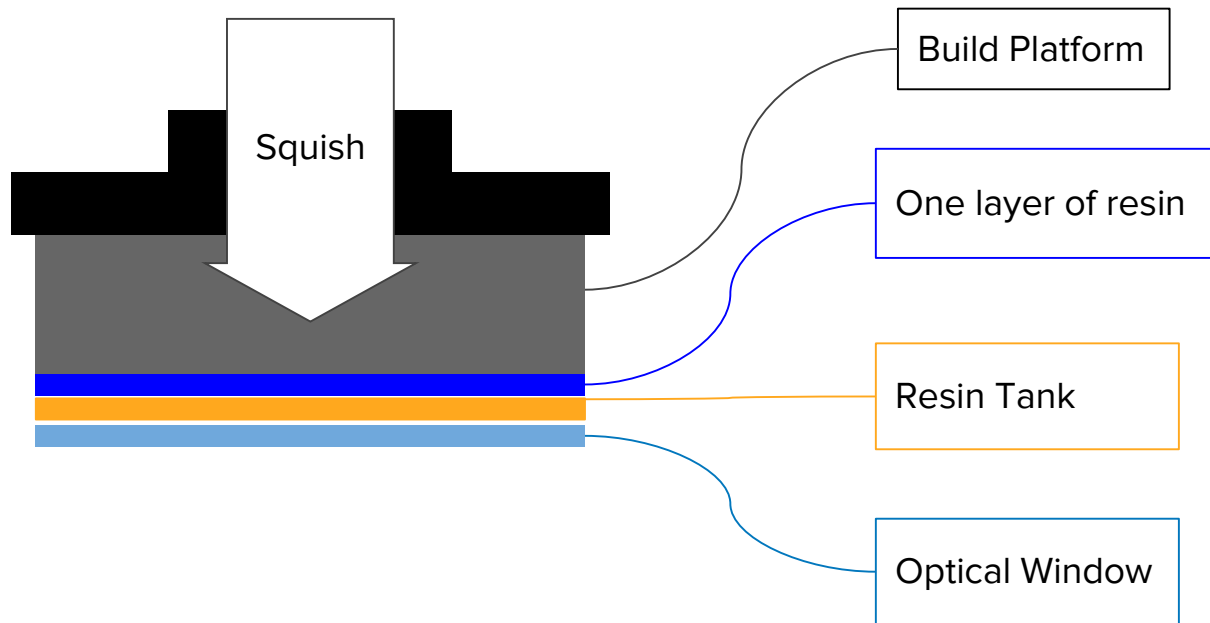 Build Platform
Squish
One layer of resin
Resin Tank
Optical Window